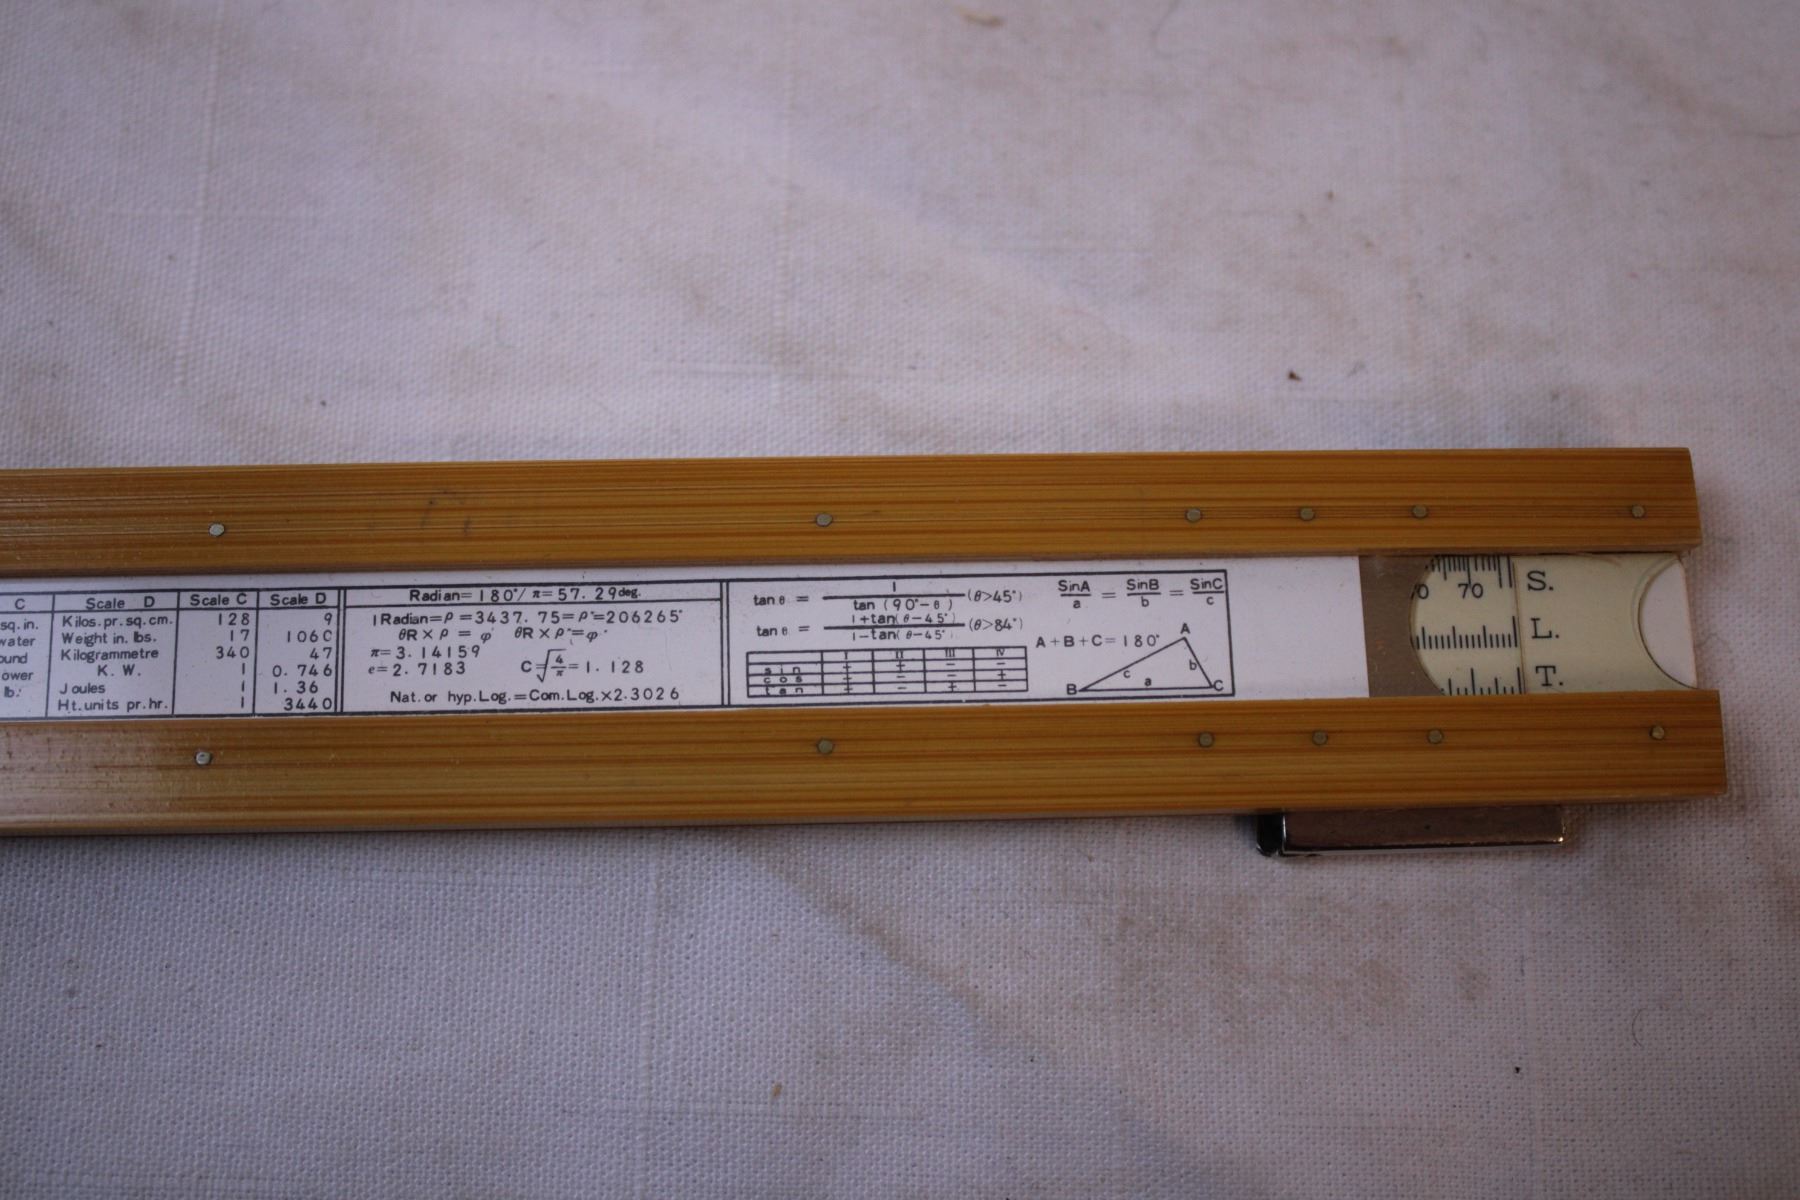 C Scale D Scale C Scale D
sq. in. Kilos. pr. sq. cm. 128 9
water Weight in. lbs. 17 1060
ound Kilogrammetre 340 47
ower K. W. 1 0.746
lb. Joules 1 1.36
Ht. units pr. hr. 1 3440
Radian=180°/π=57.29deg.
1Radian=ρ=3437.75=ρ"=206265"
θR×ρ = φ' θR×ρ"=φ"
π=3.14159
e=2.7183 C√4/π=1.128
Nat. or hyp. Log.=Com. Log.×2.3026
tan θ = 1/tan (90°-θ) (θ>45°)
tan θ = 1+tan(θ-45°)/1-tan(θ-45°) (θ>84°)
I II III IV
sin + + - -
cos + - - +
tan + - + -
SinA/a = SinB/b = SinC/c
A+B+C=180°
A
c b
B a C
0 70 S.
L.
T.